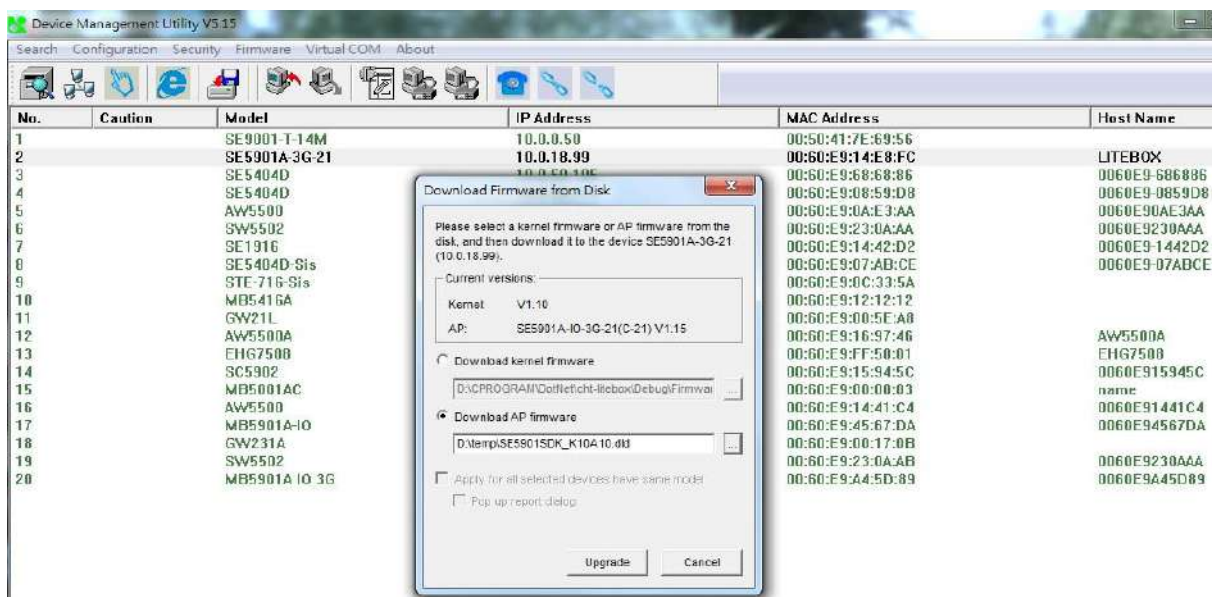 Device Management Utility V5.15
Search Configuration Security Firmware Virtual COM About
No. Caution Model IP Address MAC Address Host Name
1 SE9001-T-14M 10.0.0.50 00:50:41:7E:69:56
2 SE5901A-3G-21 10.0.18.99 00:60:E9:14:E8:FC LITEBOX
3 SE5404D 10.0.50.105 00:60:E9:68:68:86 0060E9-686886
4 SE5404D 00:60:E9:08:59:D8 0060E9-0859D8
5 AW5500 00:60:E9:0A:E3:AA 0060E90AE3AA
6 SW5502 00:60:E9:23:0A:AA 0060E9230AAA
7 SE1916 00:60:E9:14:42:D2 0060E9-1442D2
8 SE5404D-Sis 00:60:E9:07:AB:CE 0060E9-07ABCE
9 STE-716-Sis 00:60:E9:0C:33:5A
10 MB5416A 00:60:E9:12:12:12
11 GW21L 00:60:E9:00:5E:A8
12 AW5500A 00:60:E9:16:97:46 AW5500A
13 EHG7508 00:60:E9:FF:50:01 EHG7508
14 SC5902 00:60:E9:15:94:5C 0060E915945C
15 MB5001AC 00:60:E9:00:00:03 name
16 AW5500 00:60:E9:14:41:C4 0060E91441C4
17 MB5901A-IO 00:60:E9:45:67:DA 0060E94567DA
18 GW231A 00:60:E9:00:17:0B
19 SW5502 00:60:E9:23:0A:AB 0060E9230AAA
20 MB5901A IO 3G 00:60:E9:A4:5D:89 0060E9A45D89
Download Firmware from Disk
Please select a kernel firmware or AP firmware from the
disk, and then download it to the device SE5901A-3G-21
(10.0.18.99).
Current versions:
Kernel: V1.10
AP: SE5901A-IO-3G-21(C-21) V1.15
Download kernel firmware
D:\CPROGRAM\DotNet\cht-litebox\Debug\Firmwar ...
Download AP firmware
D:\temp\SE5901SDK_K10A10.dld ...
Apply for all selected devices have same model
Pop up report dialog
Upgrade Cancel